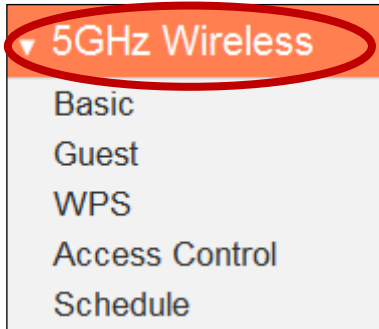 5GHz Wireless
Basic
Guest
WPS
Access Control
Schedule